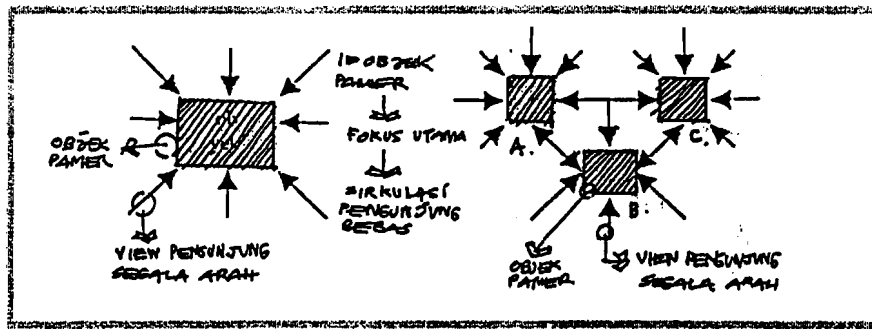 1 OBJEK
PAMER
FOKUS UTAMA
SIRKULASI
PENGUNJUNG
BEBAS
OBJEK
PAMER
VIEW PENGUNJUNG
SEGALA ARAH
A.
C.
B.
OBJEK
PAMER
VIEW PENGUNJUNG
SEGALA ARAH